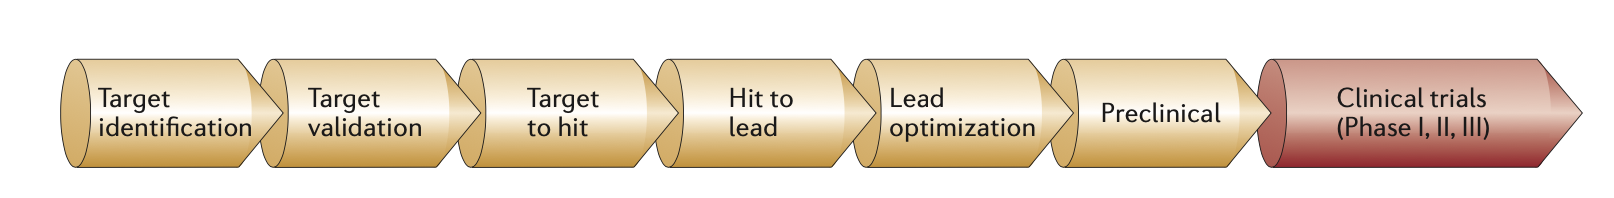 Target
identification
Target
validation
Target
to hit
Hit to
lead
Lead
optimization
Preclinical
Clinical trials
(Phase I, II, III)